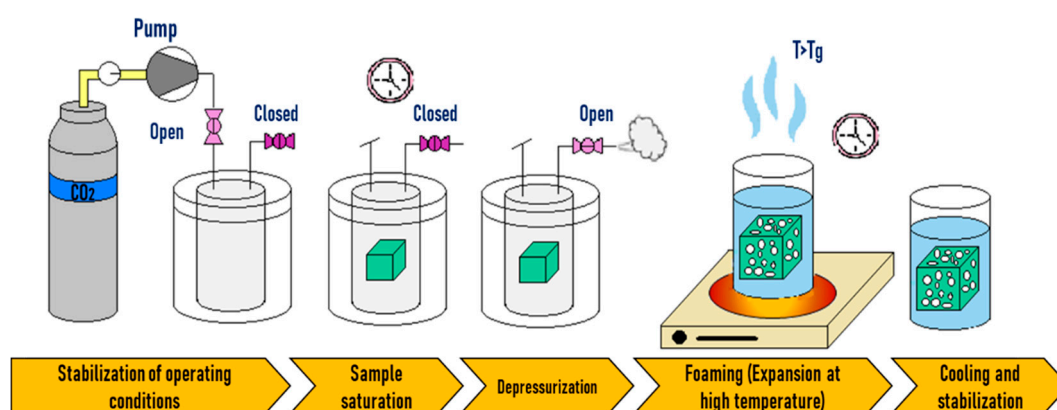 Pump
T>Tg
Open
Closed
Closed
Open
CO2
Stabilization of operating
conditions
Sample
saturation
Depressurization
Foaming (Expansion at
high temperature)
Cooling and
stabilization